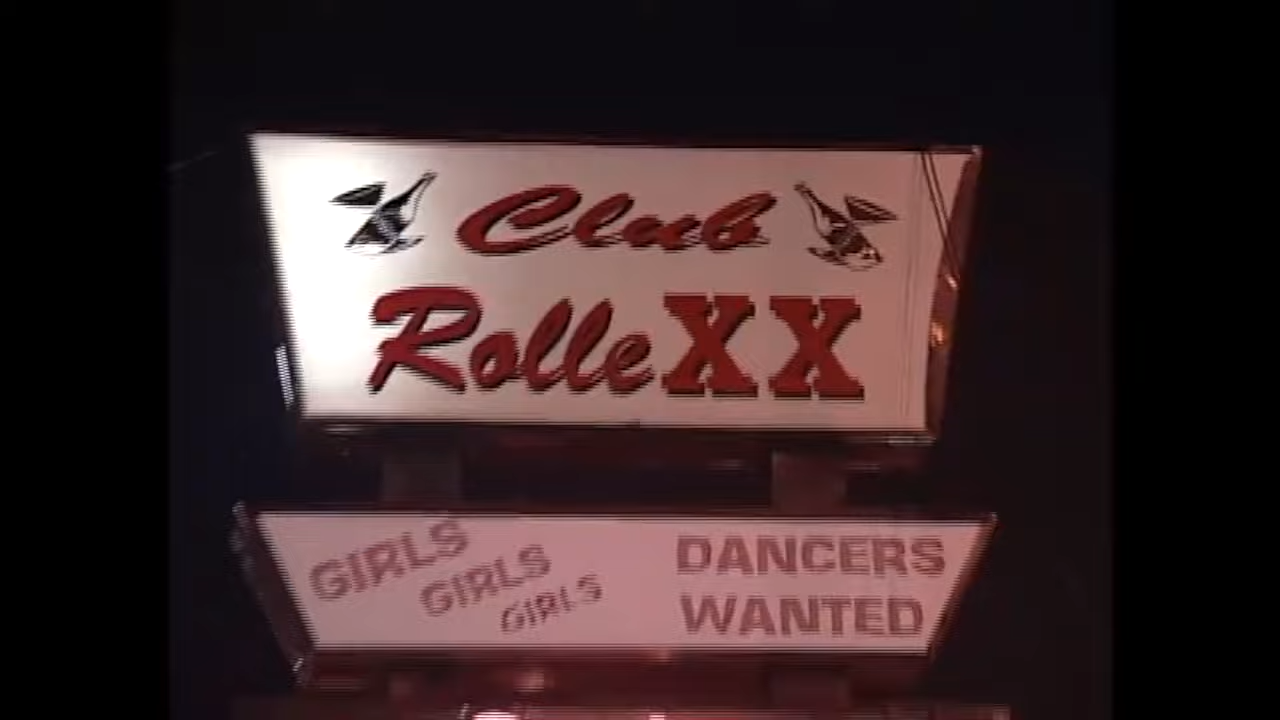 Club
RolleXX
GIRLS
GIRLS
GIRLS
DANCERS
WANTED